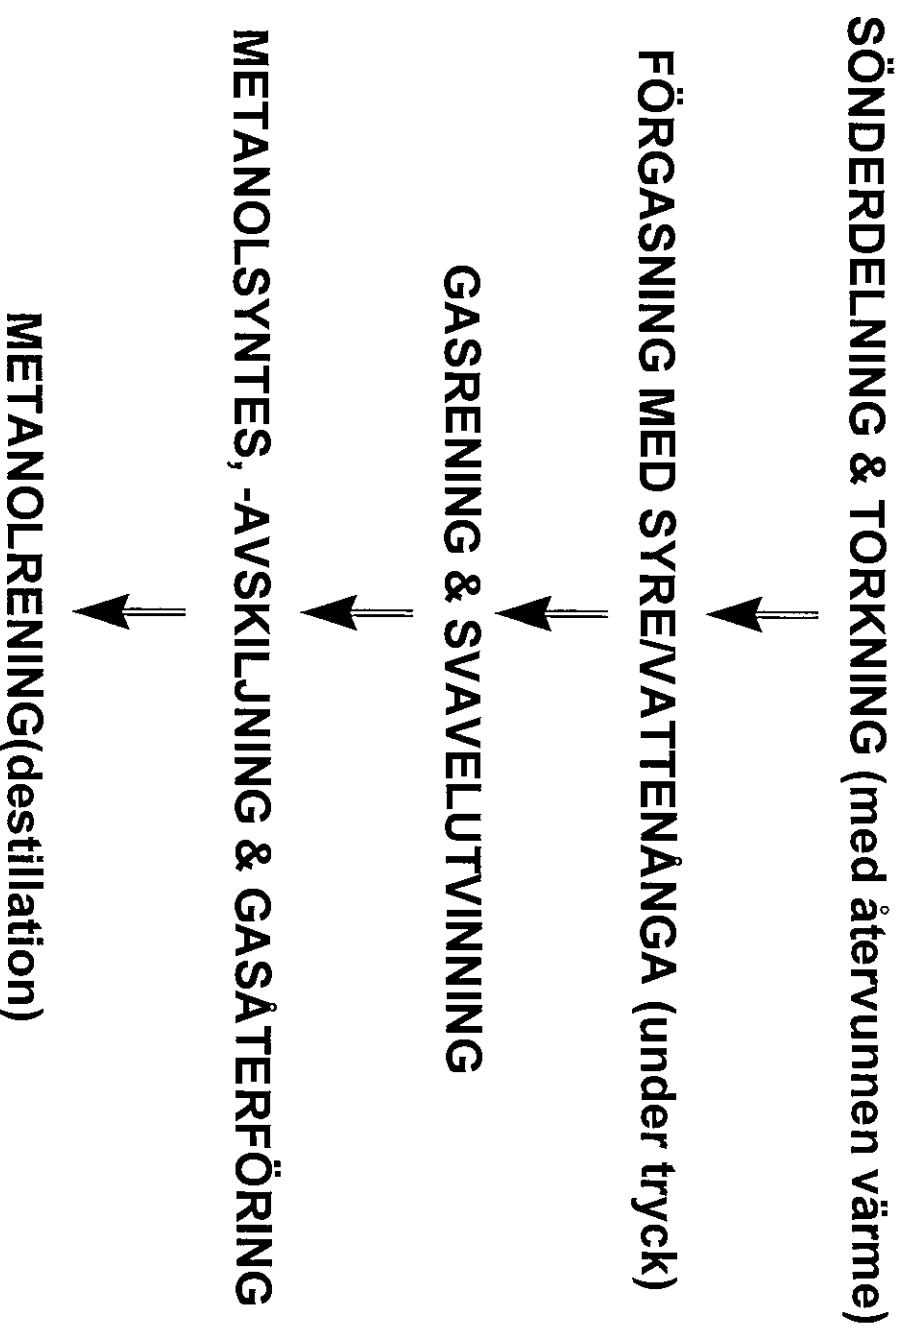 SÖNDERDELNING & TORKNING (med återvunnen värme)
FÖRGASNING MED SYRE/VATTENÅNGA (under tryck)
GASRENING & SVAVELUTVINNING
METANOLSYNTES, -AVSKILJNING & GASÅTERFÖRING
METANOLRENING(destillation)